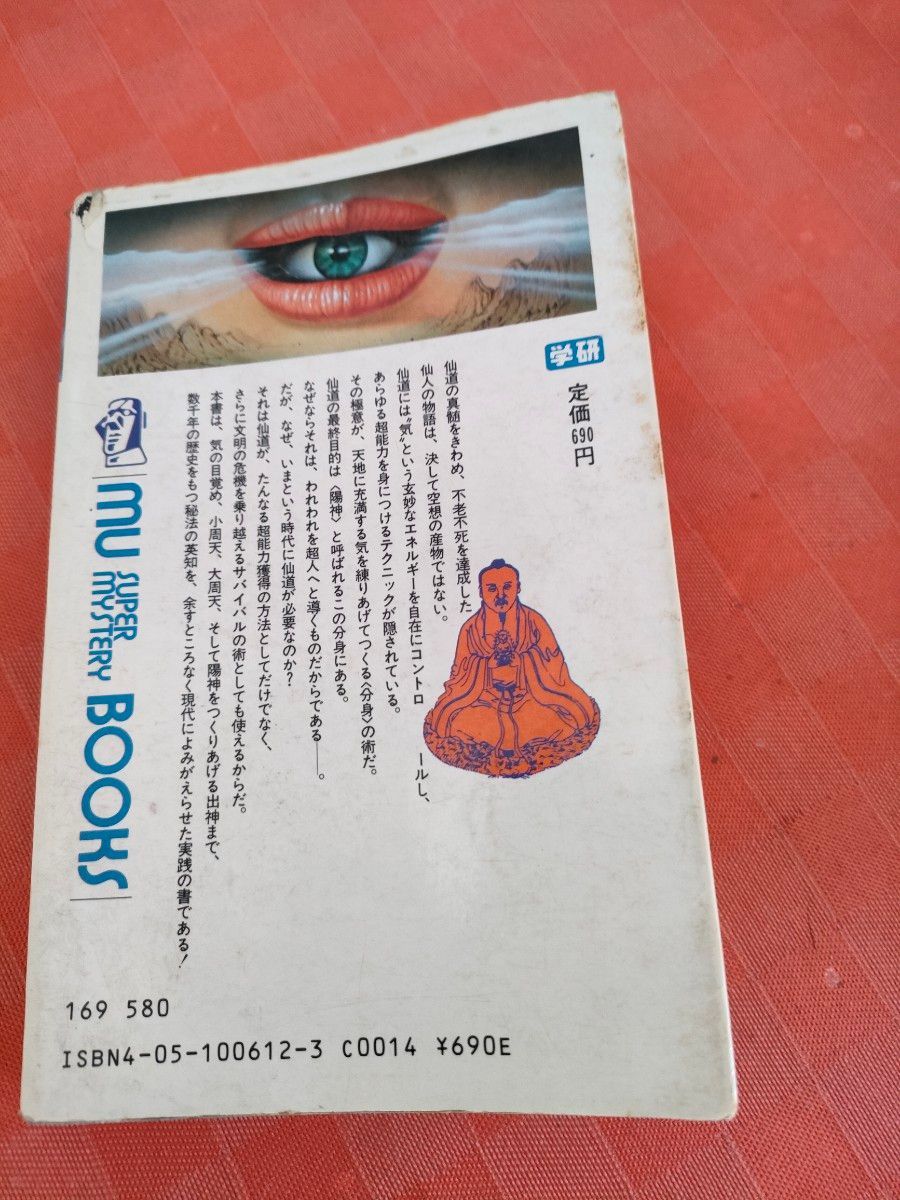 学研
定価690円
仙道の真髄をきわめ、不老不死を達成した
仙人の物語は、決して空想の産物ではない。
仙道には〝気〟という玄妙なエネルギーを自在にコントロールし、
あらゆる超能力を身につけるテクニックが隠されている。
その極意が、天地に充満する気を練りあげてつくる〈分身〉の術だ。
仙道の最終目的は〈陽神〉と呼ばれるこの分身にある。
なぜならそれは、われわれを超人へと導くものだからである――。
だが、なぜ、いまという時代に仙道が必要なのか?
それは仙道が、たんなる超能力獲得の方法としてだけでなく、
さらに文明の危機を乗り越えるサバイバルの術としても使えるからだ。
本書は、気の目覚め、小周天、大周天、そして陽神をつくりあげる出神まで、
数千年の歴史をもつ秘法の英知を、余すところなく現代によみがえらせた実践の書である!
MU SUPER MYSTERY BOOKS
169 580
ISBN4-05-100612-3 C0014 ¥690E